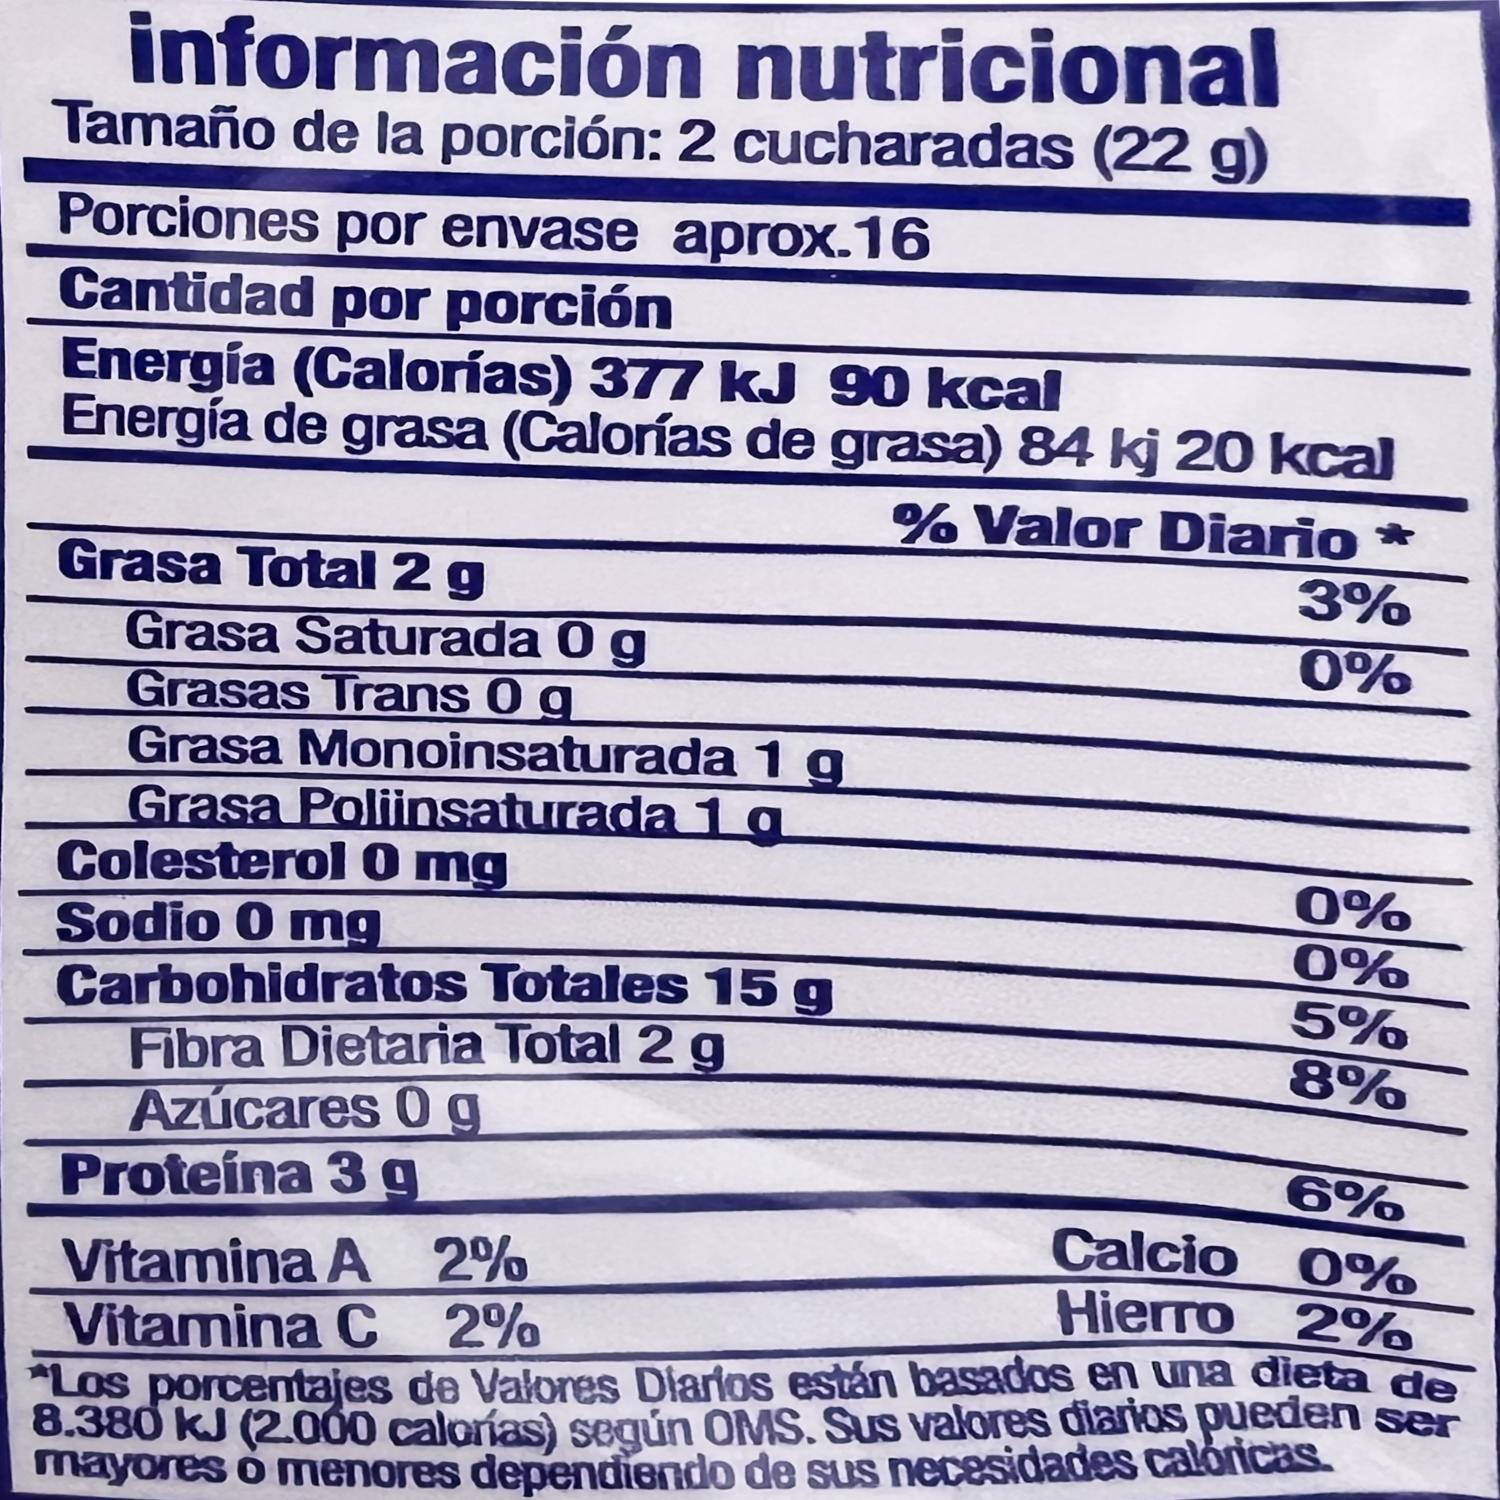 información nutricional
Tamaño de la porción: 2 cucharadas (22 g)
Porciones por envase aprox.16
Cantidad por porción
Energía (Calorías) 377 kJ 90 kcal
Energía de grasa (Calorías de grasa) 84 kj 20 kcal
% Valor Diario *
Grasa Total 2 g 3%
Grasa Saturada 0 g 0%
Grasas Trans 0 g
Grasa Monoinsaturada 1 g
Grasa Poliinsaturada 1 g
Colesterol 0 mg 0%
Sodio 0 mg 0%
Carbohidratos Totales 15 g 5%
Fibra Dietaria Total 2 g 8%
Azúcares 0 g
Proteína 3 g 6%
Vitamina A 2% Calcio 0%
Vitamina C 2% Hierro 2%
*Los porcentajes de Valores Diarios están basados en una dieta de
8.380 kJ (2.000 calorías) según OMS. Sus valores diarios pueden ser
mayores o menores dependiendo de sus necesidades calóricas.